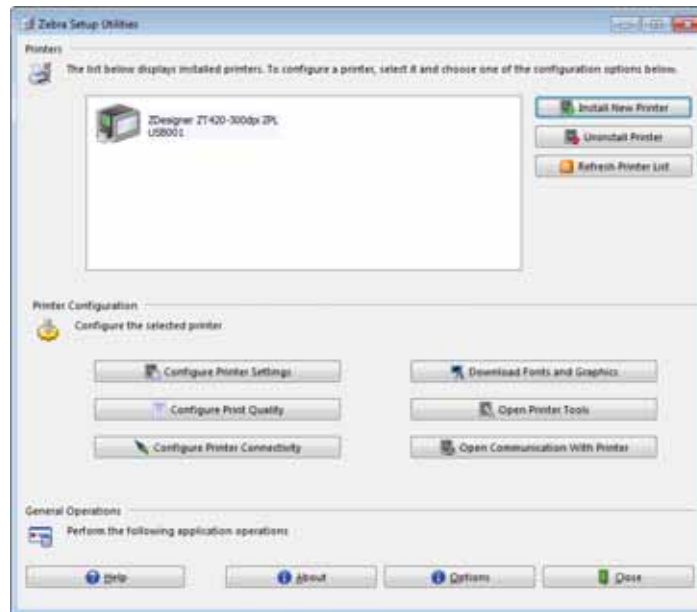 Zebra Setup Utilities
Printers
The list below displays installed printers. To configure a printer, select it and choose one of the configuration options below.
ZDesigner ZT420-300dpi ZPL
USB001
Install New Printer
Uninstall Printer
Refresh Printer List
Printer Configuration
Configure the selected printer
Configure Printer Settings
Download Fonts and Graphics
Configure Print Quality
Open Printer Tools
Configure Printer Connectivity
Open Communication With Printer
General Operations
Perform the following application operations
Help
About
Options
Close